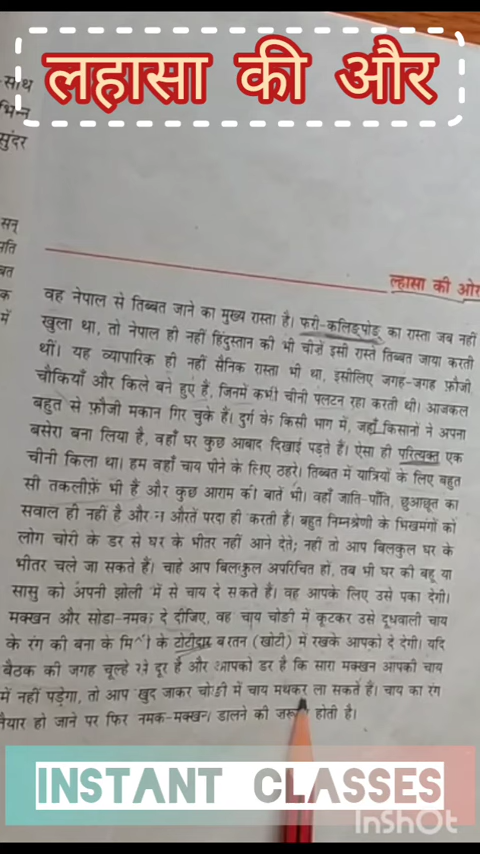 लहासा की और
साथ
भिन्न
सुंदर
सन्
बत
क
में
ल्हासा की ओर
वह नेपाल से तिब्बत जाने का मुख्य रास्ता है। फरी-कलिङ्पोङ् का रास्ता जब नहीं
खुला था, तो नेपाल ही नहीं हिंदुस्तान की भी चीज़ें इसी रास्ते तिब्बत जाया करती
थीं। यह व्यापारिक ही नहीं सैनिक रास्ता भी था, इसीलिए जगह-जगह फ़ौजी
चौकियाँ और किले बने हुए हैं, जिनमें कभी चीनी पलटन रहा करती थी। आजकल
बहुत से फ़ौजी मकान गिर चुके हैं। दुर्ग के किसी भाग में, जहाँ किसानों ने अपना
बसेरा बना लिया है, वहाँ घर कुछ आबाद दिखाई पड़ते हैं। ऐसा ही परित्यक्त एक
चीनी किला था। हम वहाँ चाय पीने के लिए ठहरे। तिब्बत में यात्रियों के लिए बहुत
सी तकलीफ़ें भी हैं और कुछ आराम की बातें भी। वहाँ जाति-पाँति, छुआछूत का
सवाल ही नहीं है और न औरतें परदा ही करती हैं। बहुत निम्नश्रेणी के भिखमंगों को
लोग चोरी के डर से घर के भीतर नहीं आने देते; नहीं तो आप बिलकुल घर के
भीतर चले जा सकते हैं। चाहे आप बिलकुल अपरिचित हों, तब भी घर की बहू या
सासु को अपनी झोली में से चाय दे सकते हैं। वह आपके लिए उसे पका देगी।
मक्खन और सोडा-नमक दे दीजिए, वह चाय चोङी में कूटकर उसे दूधवाली चाय
के रंग की बना के मिट्टी के टोटीदार बरतन (खोटी) में रखके आपको दे देगी। यदि
बैठक की जगह चूल्हे से दूर है और आपको डर है कि सारा मक्खन आपकी चाय
में नहीं पड़ेगा, तो आप खुद जाकर चोङी में चाय मथकर ला सकते हैं। चाय का रंग
तैयार हो जाने पर फिर नमक-मक्खन डालने की ज़रूरत होती है।
INSTANT CLASSES
InShOt